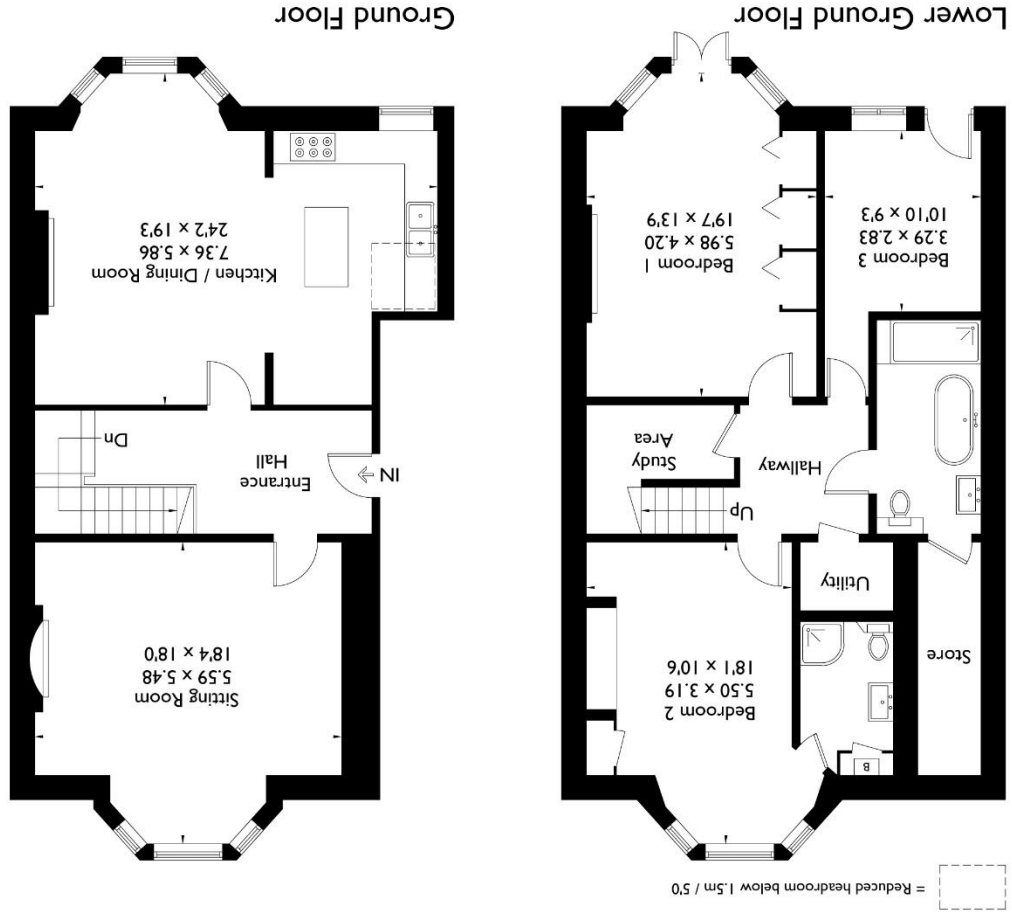 Lower Ground Floor
Bedroom 3
3.29 x 2.83
10'10 x 9'3
Bedroom 1
5.98 x 4.20
19'7 x 13'9
Study
Area
Hallway
Up
Utility
Store
Bedroom 2
5.50 x 3.19
18'1 x 10'6
B
= Reduced headroom below 1.5m / 5'0
Ground Floor
Kitchen / Dining Room
7.36 x 5.86
24'2 x 19'3
Dn
IN
Entrance
Hall
Sitting Room
5.59 x 5.48
18'4 x 18'0